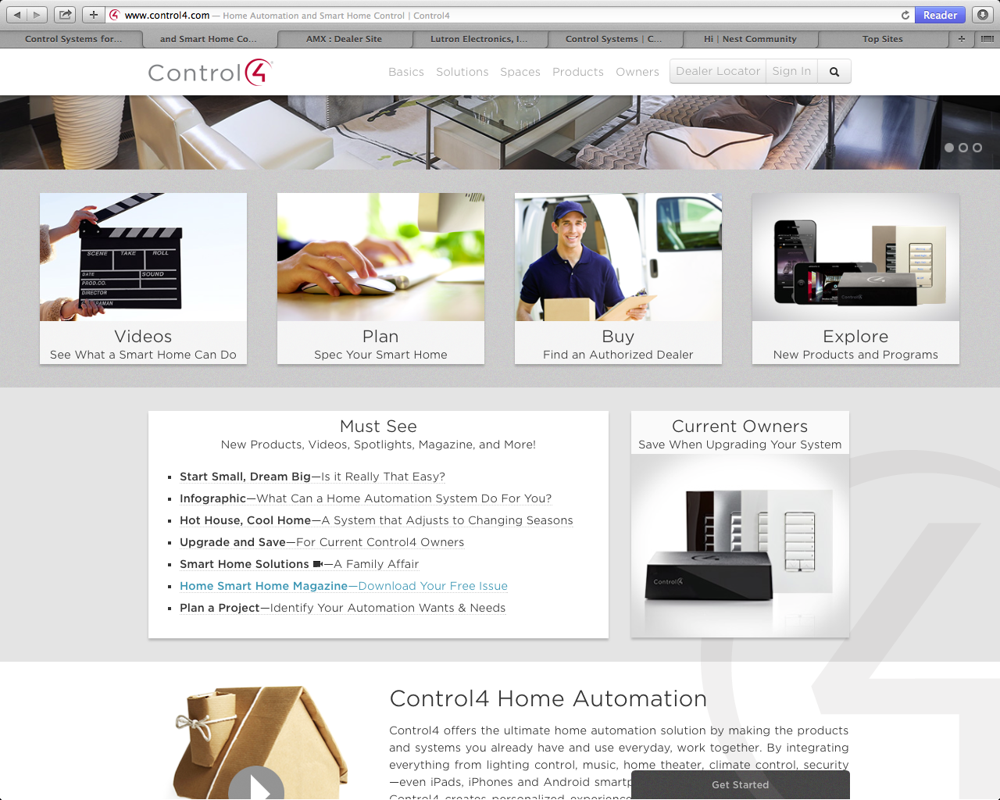 www.control4.com — Home Automation and Smart Home Control | Control4
Reader
Control Systems for...
and Smart Home Co...
AMX : Dealer Site
Lutron Electronics, I...
Control Systems | C...
Hi | Nest Community
Top Sites
Control4
Basics
Solutions
Spaces
Products
Owners
Dealer Locator
Sign In
SCENE TAKE ROLL
DATE SOUND
PROD.CO.
DIRECTOR
Control4
Videos
See What a Smart Home Can Do
Plan
Spec Your Smart Home
Buy
Find an Authorized Dealer
Explore
New Products and Programs
Must See
New Products, Videos, Spotlights, Magazine, and More!
Start Small, Dream Big—Is it Really That Easy?
Infographic—What Can a Home Automation System Do For You?
Hot House, Cool Home—A System that Adjusts to Changing Seasons
Upgrade and Save—For Current Control4 Owners
Smart Home Solutions —A Family Affair
Home Smart Home Magazine—Download Your Free Issue
Plan a Project—Identify Your Automation Wants & Needs
Current Owners
Save When Upgrading Your System
Control4
Control4 Home Automation
Control4 offers the ultimate home automation solution by making the products
and systems you already have and use everyday, work together. By integrating
everything from lighting control, music, home theater, climate control, security
—even iPads, iPhones and Android
Control4 creates personalized
Get Started